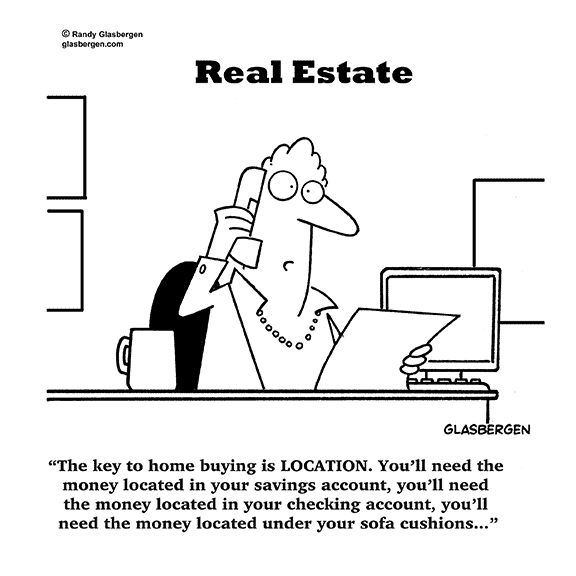 © Randy Glasbergen
glasbergen.com
Real Estate
GLASBERGEN
“The key to home buying is LOCATION. You’ll need the
money located in your savings account, you’ll need
the money located in your checking account, you’ll
need the money located under your sofa cushions...”